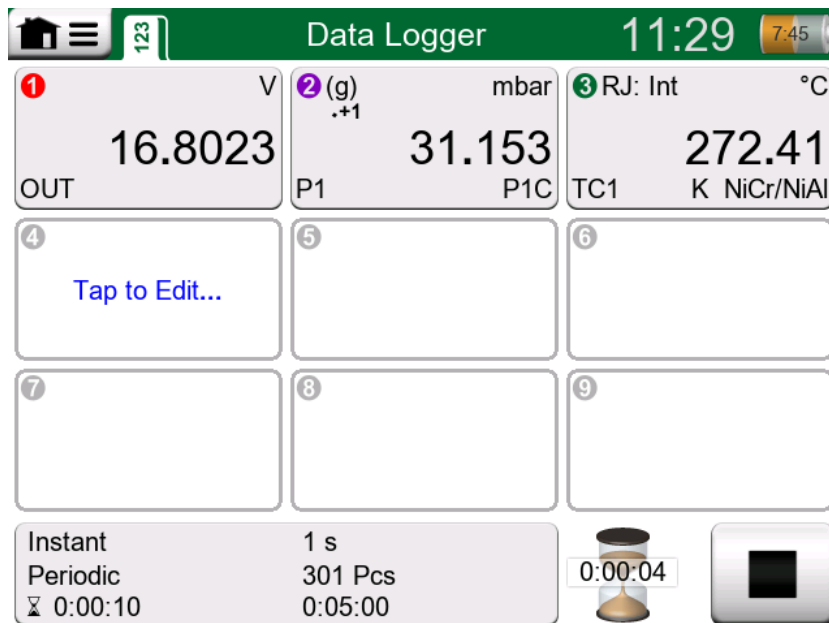 123 Data Logger 11:29 7:45
1 V
16.8023
OUT
2 (g) mbar
.+1
31.153
P1 P1C
3 RJ: Int °C
272.41
TC1 K NiCr/NiAl
4
Tap to Edit...
5
6
7
8
9
Instant 1 s
Periodic 301 Pcs
0:00:10 0:05:00
0:00:04